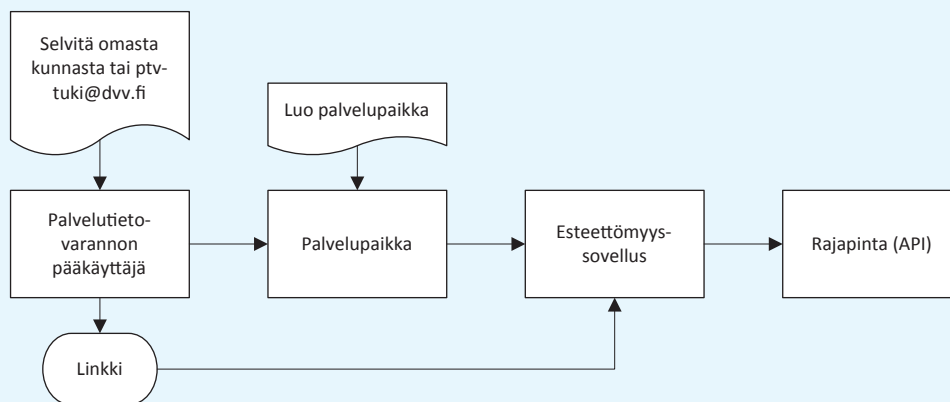 Selvitä omasta
kunnasta tai ptv-
tuki@dvv.fi
Luo palvelupaikka
Palvelutieto-
varannon
pääkäyttäjä
Palvelupaikka
Esteettömyys-
sovellus
Rajapinta (API)
Linkki